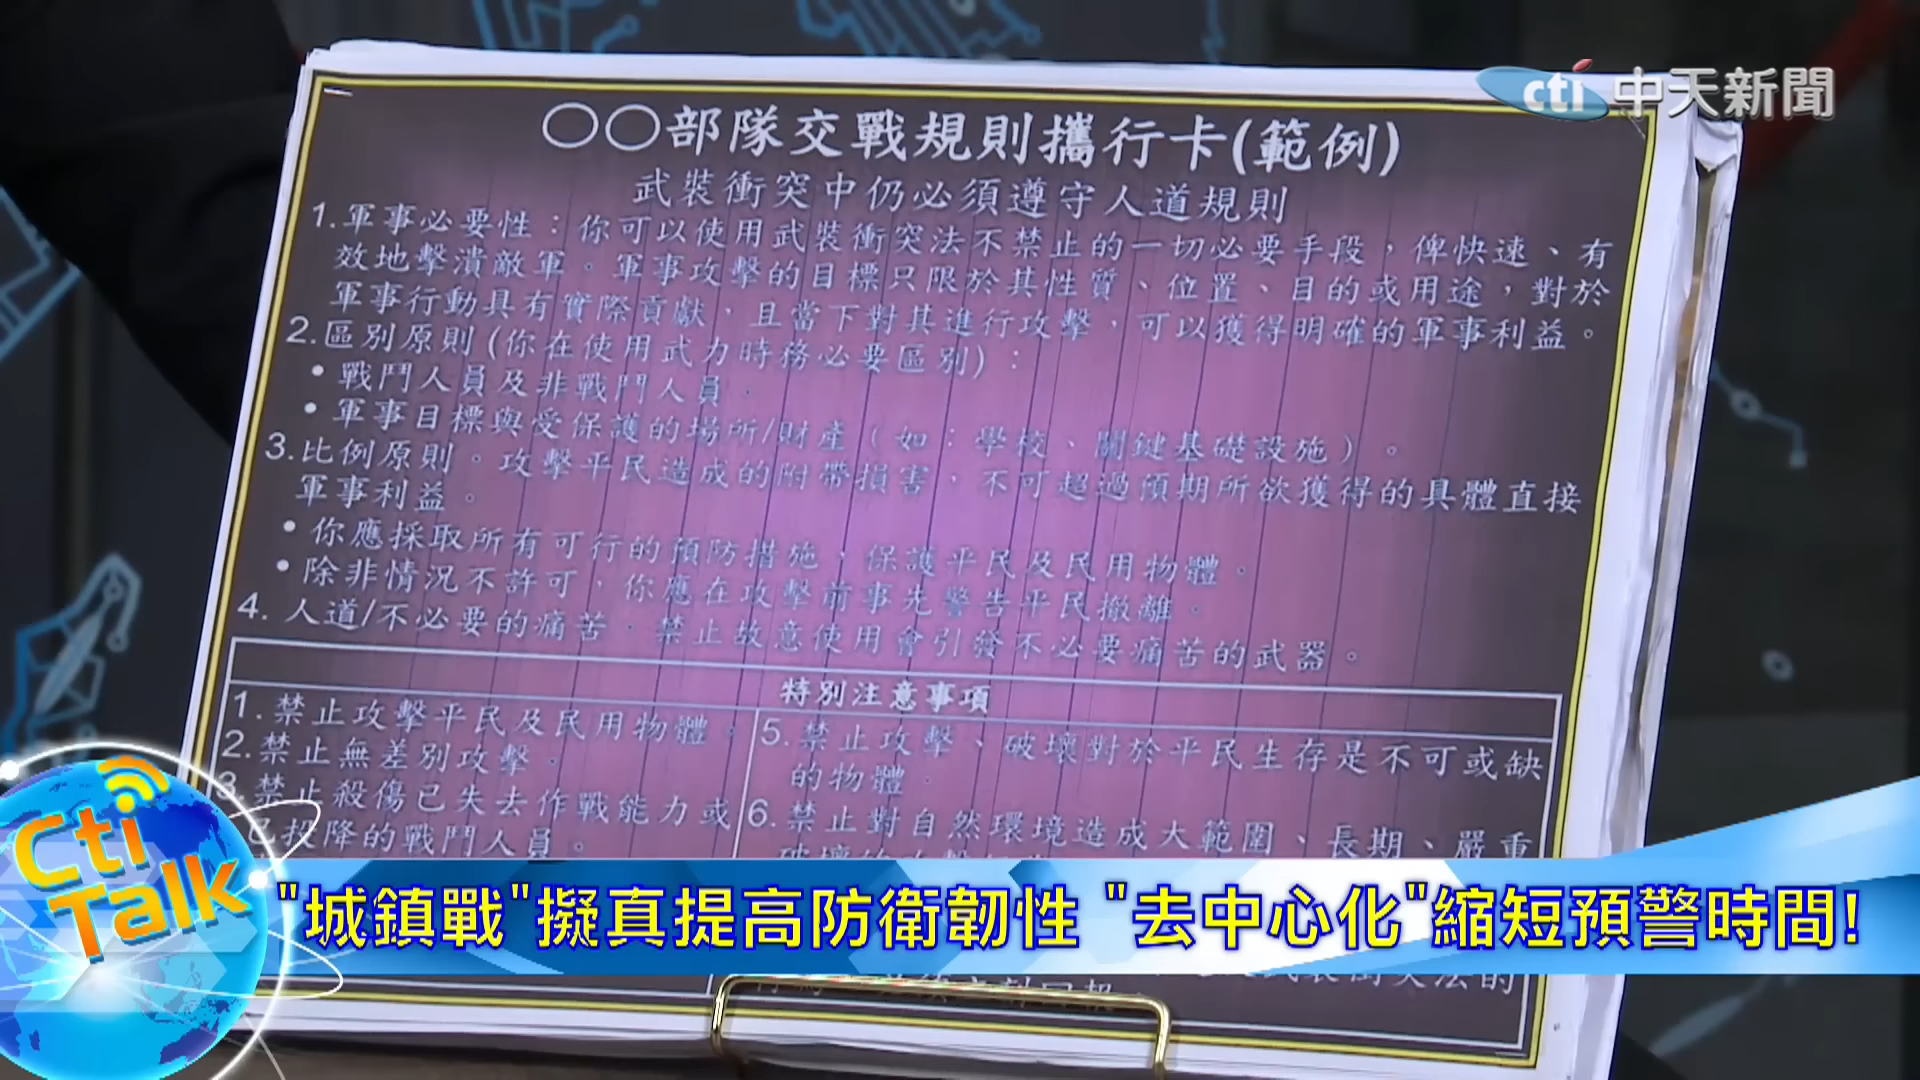 cti 中天新聞
○○部隊交戰規則攜行卡(範例)
武裝衝突中仍必須遵守人道規則
1.軍事必要性：你可以使用武裝衝突法不禁止的一切必要手段，俾快速、有
效地擊潰敵軍。軍事攻擊的目標只限於其性質、位置、目的或用途，對於
軍事行動具有實際貢獻，且當下對其進行攻擊，可以獲得明確的軍事利益。
2.區別原則(你在使用武力時務必要區別)：
•戰鬥人員及非戰鬥人員。
•軍事目標與受保護的場所/財產（如：學校、關鍵基礎設施）。
3.比例原則。攻擊平民造成的附帶損害，不可超過預期所欲獲得的具體直接
軍事利益。
•你應採取所有可行的預防措施，保護平民及民用物體。
•除非情況不許可，你應在攻擊前事先警告平民撤離。
4. 人道/不必要的痛苦。禁止故意使用會引發不必要痛苦的武器。
特別注意事項
1.禁止攻擊平民及民用物體。
2.禁止無差別攻擊。
3.禁止殺傷已失去作戰能力或
已投降的戰鬥人員。
5.禁止攻擊、破壞對於平民生存是不可或缺
的物體。
6.禁止對自然環境造成大範圍、長期、嚴重
Cti
Talk
"城鎮戰"擬真提高防衛韌性 "去中心化"縮短預警時間!